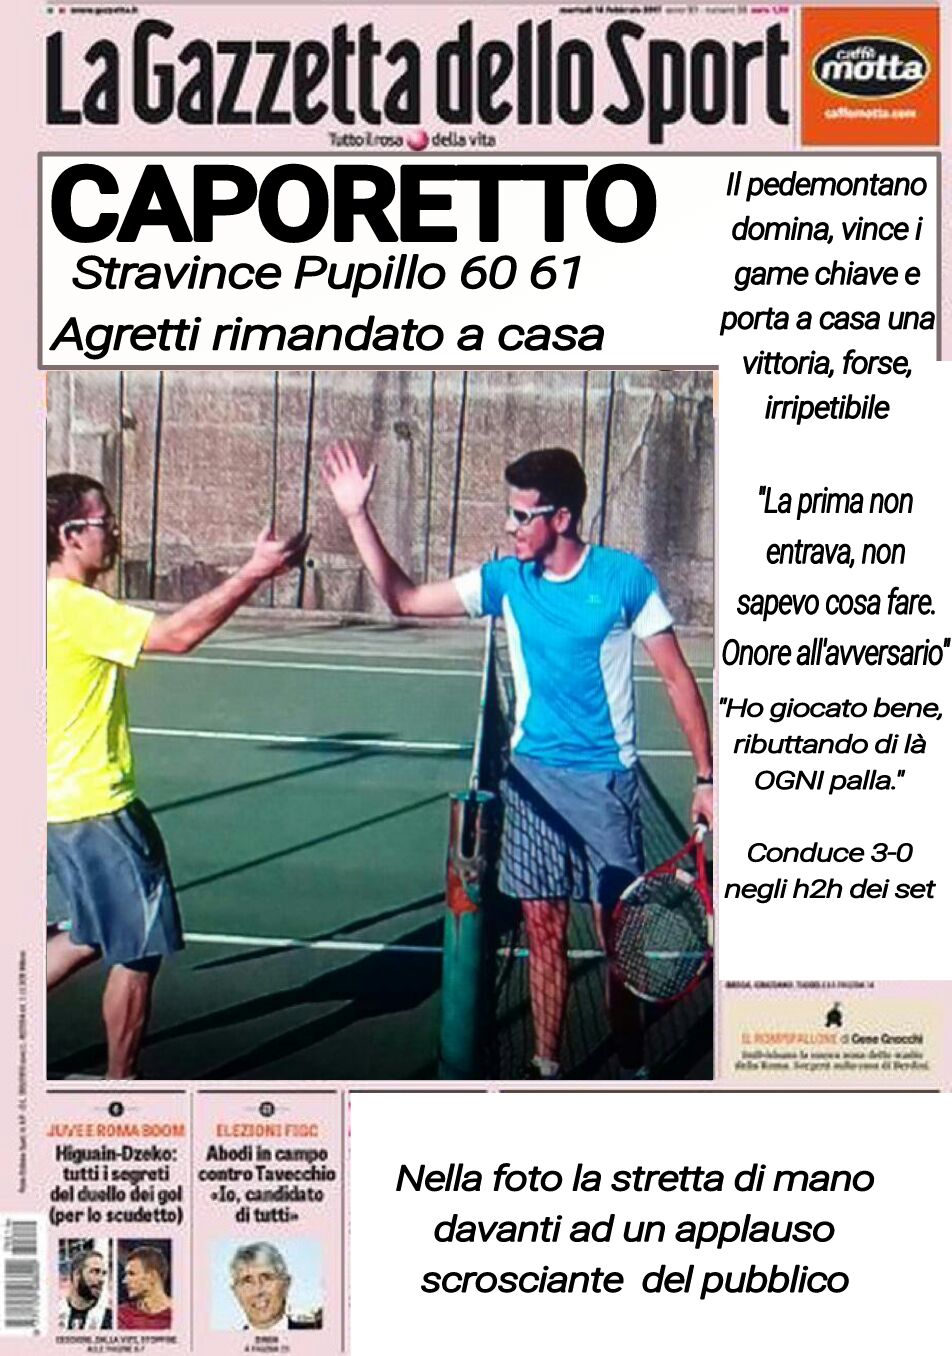 www.gazzetta.it
martedì 14 febbraio 2017
euro 1,50
La Gazzetta dello Sport
Tutto il rosa della vita
caffè
motta
caffemotta.com
CAPORETTO
Stravince Pupillo 60 61
Agretti rimandato a casa
Il pedemontano
domina, vince i
game chiave e
porta a casa una
vittoria, forse,
irripetibile
"La prima non
entrava, non
sapevo cosa fare.
Onore all'avversario"
"Ho giocato bene,
ributtando di là
OGNI palla."
Conduce 3-0
negli h2h dei set
IL ROMPIPALLONE di Gene Gnocchi
JUVE E ROMA BOOM
Higuain-Dzeko:
tutti i segreti
del duello dei gol
(per lo scudetto)
ELEZIONI FIGC
Abodi in campo
contro Tavecchio
«Io, candidato
di tutti»
Nella foto la stretta di mano
davanti ad un applauso
scrosciante del pubblico